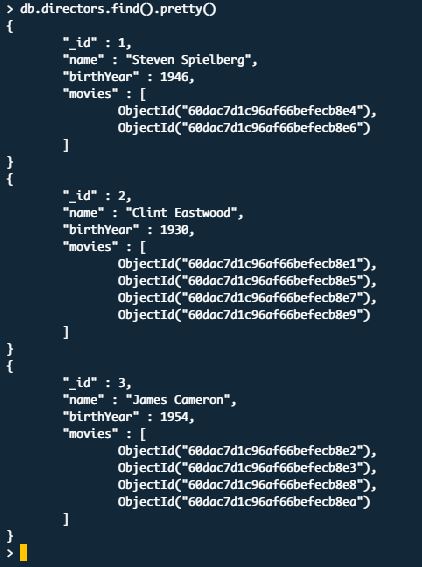 > db.directors.find().pretty()
{
"_id" : 1,
"name" : "Steven Spielberg",
"birthYear" : 1946,
"movies" : [
ObjectId("60dac7d1c96af66befecb8e4"),
ObjectId("60dac7d1c96af66befecb8e6")
]
}
{
"_id" : 2,
"name" : "Clint Eastwood",
"birthYear" : 1930,
"movies" : [
ObjectId("60dac7d1c96af66befecb8e1"),
ObjectId("60dac7d1c96af66befecb8e5"),
ObjectId("60dac7d1c96af66befecb8e7"),
ObjectId("60dac7d1c96af66befecb8e9")
]
}
{
"_id" : 3,
"name" : "James Cameron",
"birthYear" : 1954,
"movies" : [
ObjectId("60dac7d1c96af66befecb8e2"),
ObjectId("60dac7d1c96af66befecb8e3"),
ObjectId("60dac7d1c96af66befecb8e8"),
ObjectId("60dac7d1c96af66befecb8ea")
]
}
>